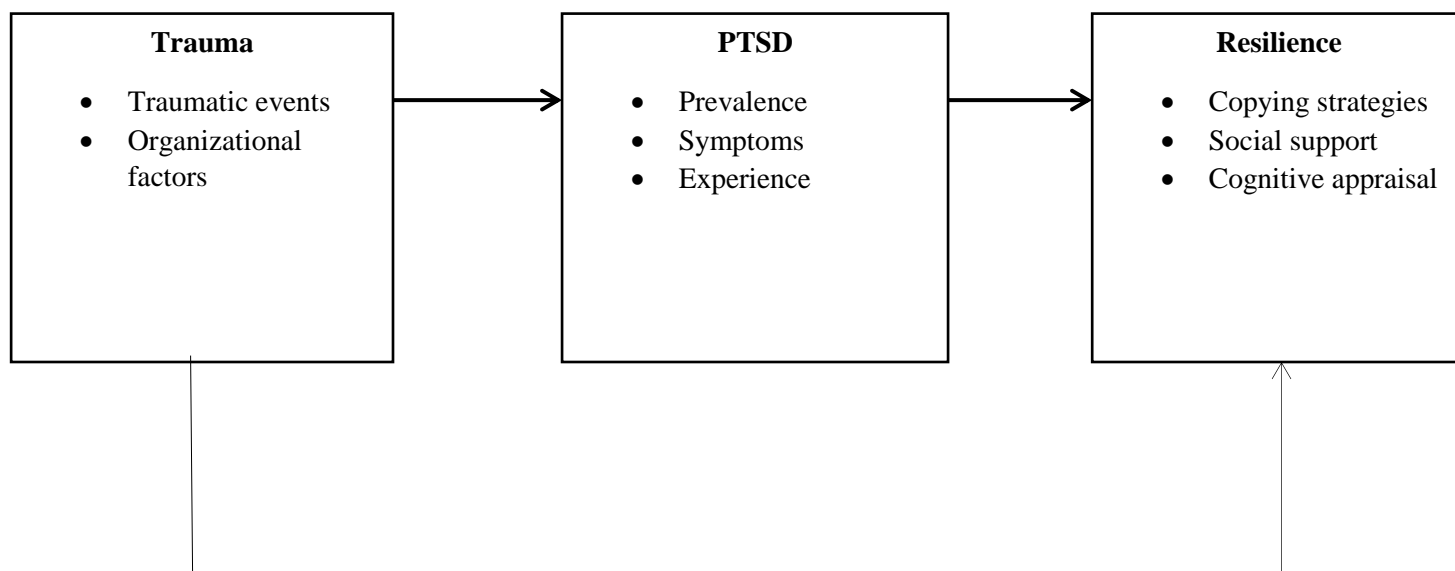 Trauma
• Traumatic events
• Organizational
factors
PTSD
• Prevalence
• Symptoms
• Experience
Resilience
• Copying strategies
• Social support
• Cognitive appraisal